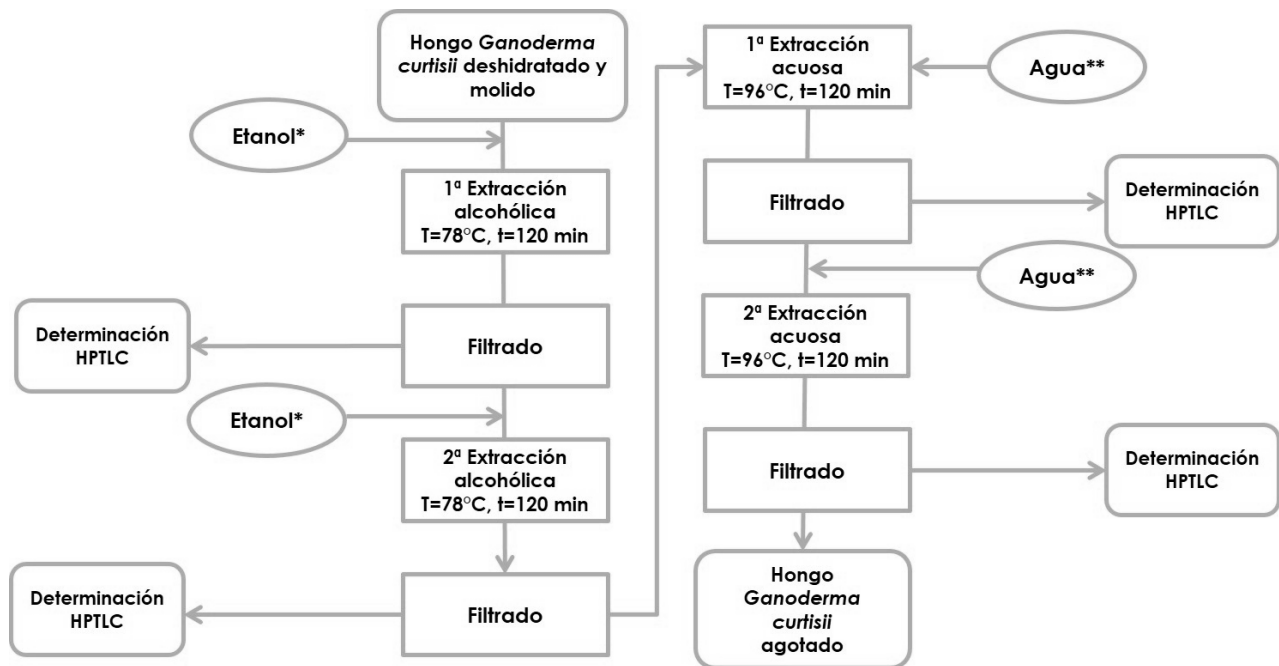 Hongo Ganoderma
curtisii deshidratado y
molido
Etanol*
1ª Extracción
alcohólica
T=78°C, t=120 min
Determinación
HPTLC
Filtrado
Etanol*
2ª Extracción
alcohólica
T=78°C, t=120 min
Determinación
HPTLC
Filtrado
1ª Extracción
acuosa
T=96°C, t=120 min
Agua**
Filtrado
Determinación
HPTLC
Agua**
2ª Extracción
acuosa
T=96°C, t=120 min
Filtrado
Determinación
HPTLC
Hongo
Ganoderma
curtisii
agotado